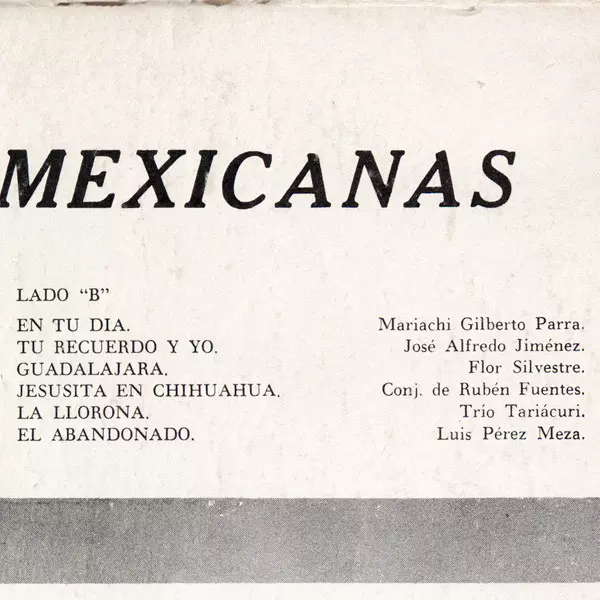 MEXICANAS
LADO “B”
EN TU DIA. Mariachi Gilberto Parra.
TU RECUERDO Y YO. José Alfredo Jiménez.
GUADALAJARA. Flor Silvestre.
JESUSITA EN CHIHUAHUA. Conj. de Rubén Fuentes.
LA LLORONA. Trío Tariácuri.
EL ABANDONADO. Luis Pérez Meza.